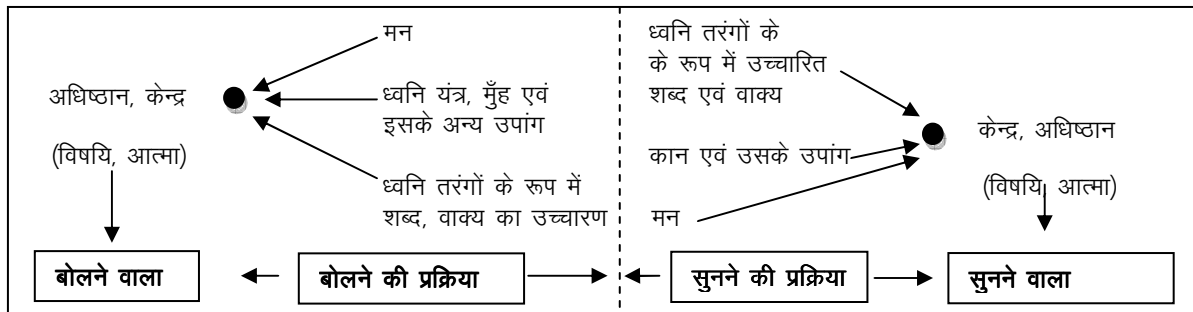 मन
अधिष्ठान, केन्द्र
ध्वनि यंत्र, मुँह एवं
इसके अन्य उपांग
(विषयि, आत्मा)
ध्वनि तरंगों के रूप में
शब्द, वाक्य का उच्चारण
बोलने वाला
बोलने की प्रक्रिया
ध्वनि तरंगों के
के रूप में उच्चारित
शब्द एवं वाक्य
केन्द्र, अधिष्ठान
कान एवं उसके उपांग
(विषयि, आत्मा)
मन
सुनने की प्रक्रिया
सुनने वाला